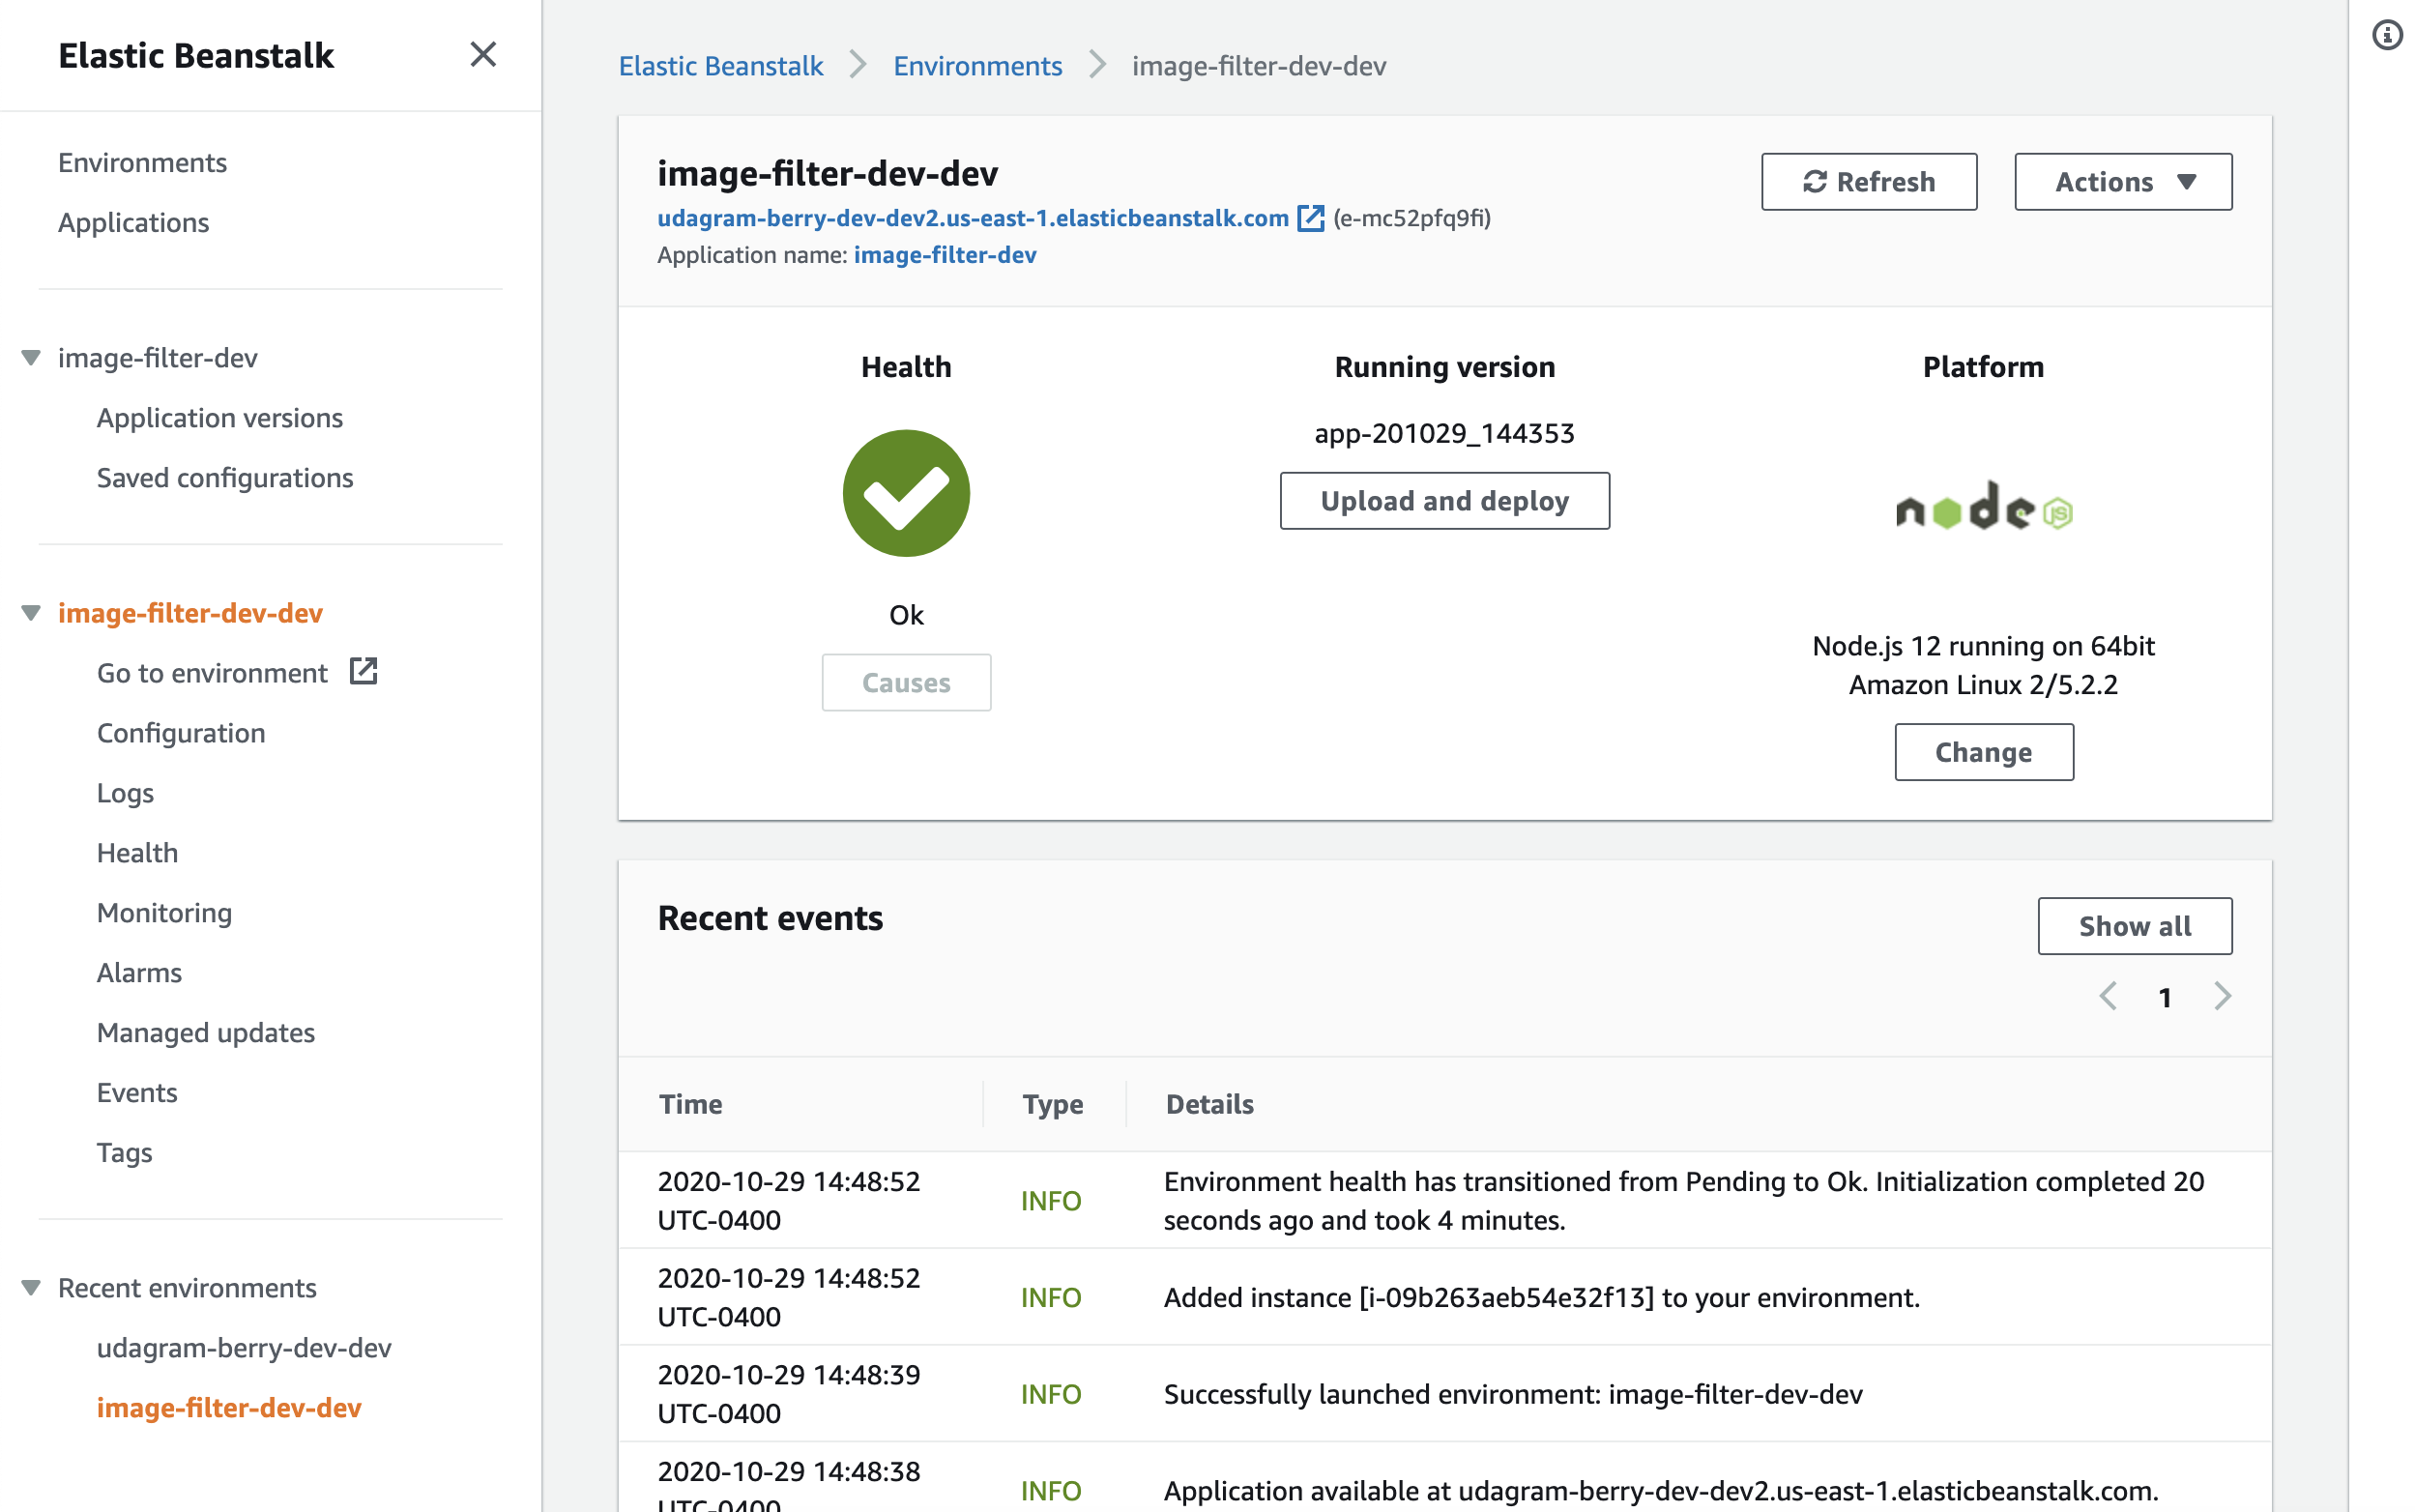 Elastic Beanstalk
Environments
Applications
image-filter-dev
Application versions
Saved configurations
image-filter-dev-dev
Go to environment
Configuration
Logs
Health
Monitoring
Alarms
Managed updates
Events
Tags
Recent environments
udagram-berry-dev-dev
image-filter-dev-dev
Elastic Beanstalk > Environments > image-filter-dev-dev
image-filter-dev-dev
udagram-berry-dev-dev2.us-east-1.elasticbeanstalk.com (e-mc52pfq9fi)
Application name: image-filter-dev
Refresh
Actions
Health
Ok
Causes
Running version
app-201029_144353
Upload and deploy
Platform
node JS
Node.js 12 running on 64bit
Amazon Linux 2/5.2.2
Change
Recent events
Show all
1
Time Type Details
2020-10-29 14:48:52
UTC-0400
INFO
Environment health has transitioned from Pending to Ok. Initialization completed 20
seconds ago and took 4 minutes.
2020-10-29 14:48:52
UTC-0400
INFO
Added instance [i-09b263aeb54e32f13] to your environment.
2020-10-29 14:48:39
UTC-0400
INFO
Successfully launched environment: image-filter-dev-dev
2020-10-29 14:48:38
UTC-0400
INFO
Application available at udagram-berry-dev-dev2.us-east-1.elasticbeanstalk.com.